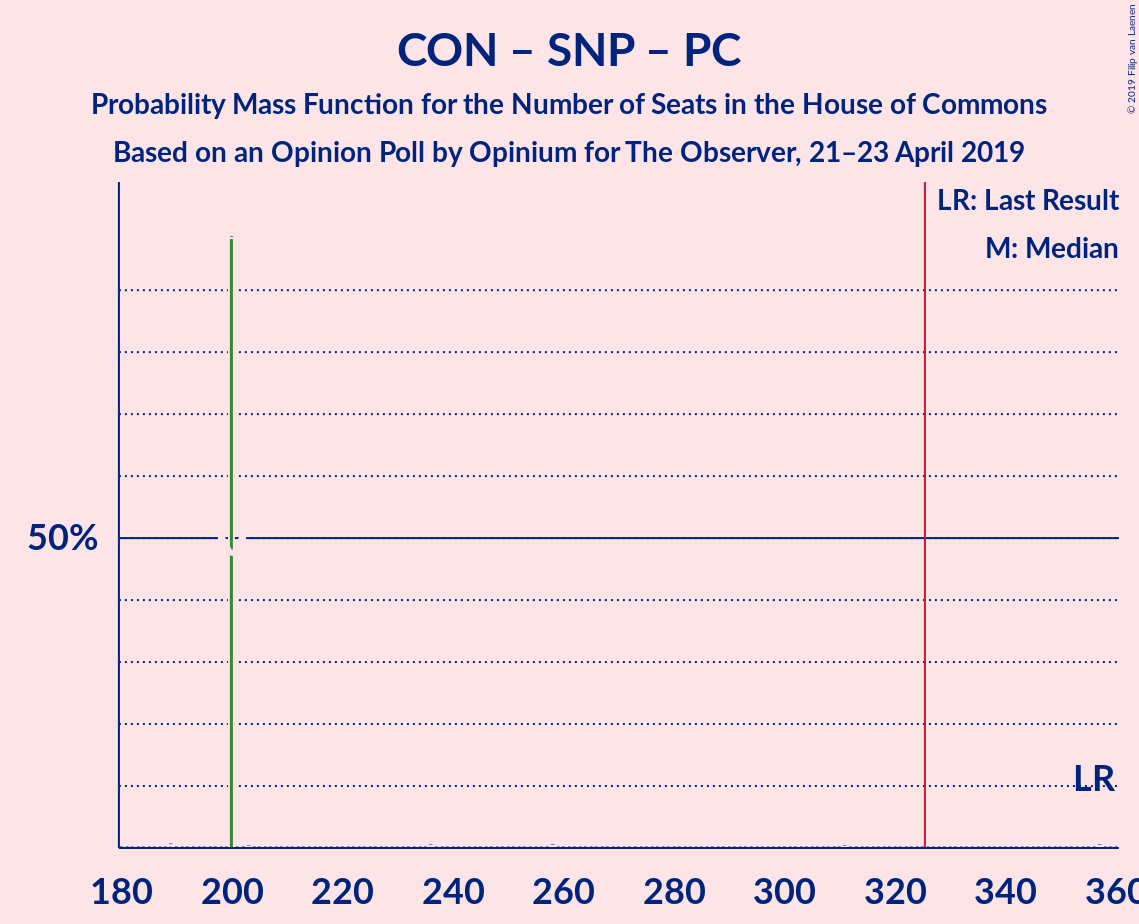 CON – SNP – PC
Probability Mass Function for the Number of Seats in the House of Commons
Based on an Opinion Poll by Opinium for The Observer, 21–23 April 2019
© 2019 Filip van Laenen
LR: Last Result
M: Median
50%
LR
180 200 220 240 260 280 300 320 340 360